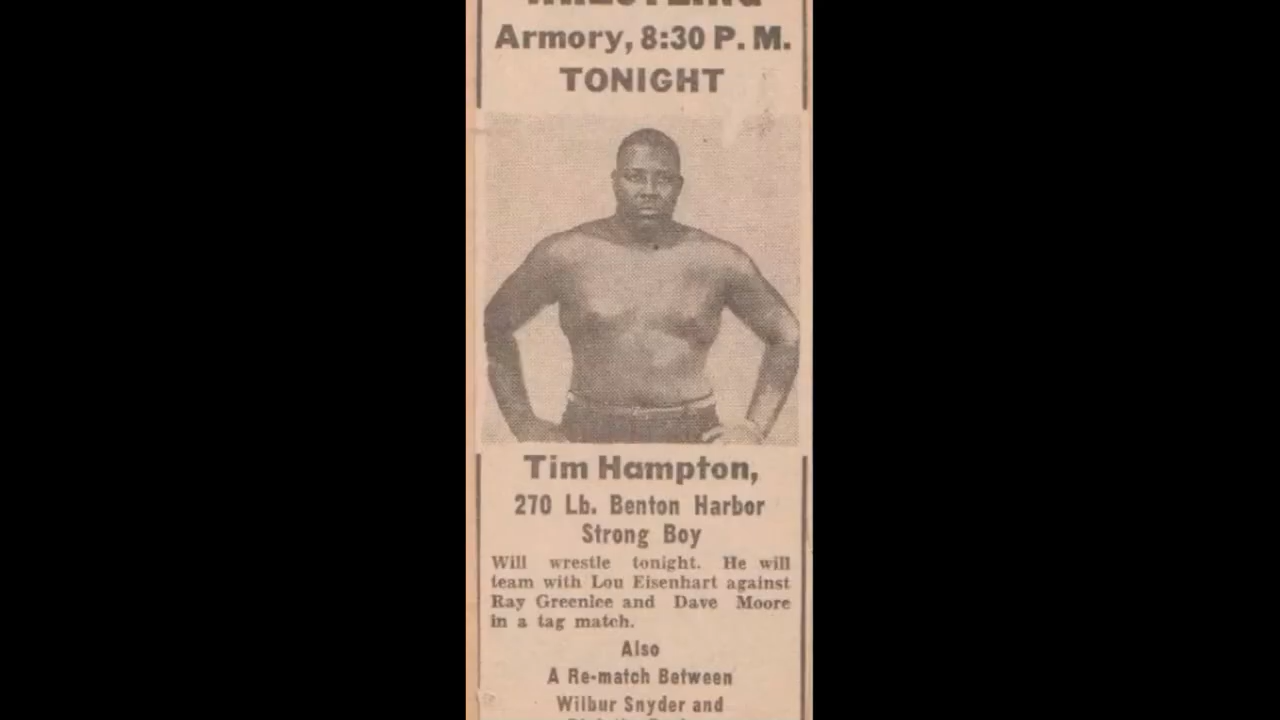 WRESTLING
Armory, 8:30 P. M.
TONIGHT
Tim Hampton,
270 Lb. Benton Harbor
Strong Boy
Will wrestle tonight. He will
team with Lou Eisenhart against
Ray Greenlee and Dave Moore
in a tag match.
Also
A Re-match Between
Wilbur Snyder and